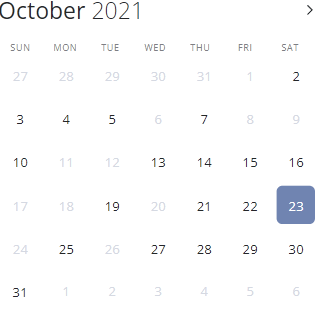 October 2021
SUN MON TUE WED THU FRI SAT
27 28 29 30 31 1 2
3 4 5 6 7 8 9
10 11 12 13 14 15 16
17 18 19 20 21 22 23
24 25 26 27 28 29 30
31 1 2 3 4 5 6